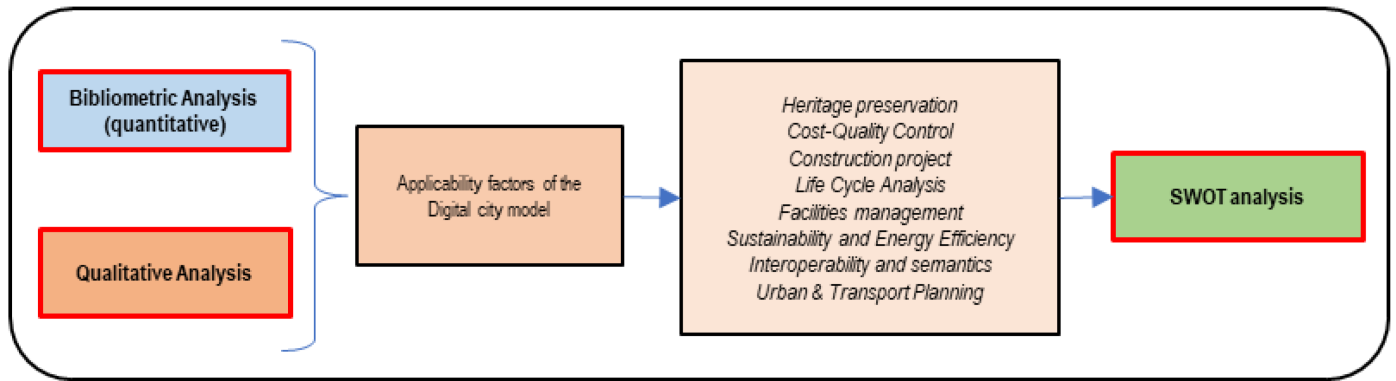 Bibliometric Analysis
(quantitative)
Qualitative Analysis
Applicability factors of the
Digital city model
Heritage preservation
Cost-Quality Control
Construction project
Life Cycle Analysis
Facilities management
Sustainability and Energy Efficiency
Interoperability and semantics
Urban & Transport Planning
SWOT analysis